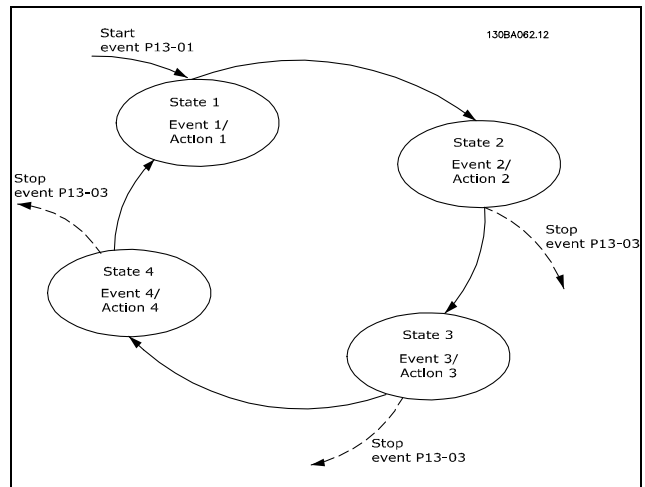 Start
event P13-01
130BA062.12
State 1
Event 1/
Action 1
State 2
Event 2/
Action 2
Stop
event P13-03
Stop
event P13-03
State 4
Event 4/
Action 4
State 3
Event 3/
Action 3
Stop
event P13-03